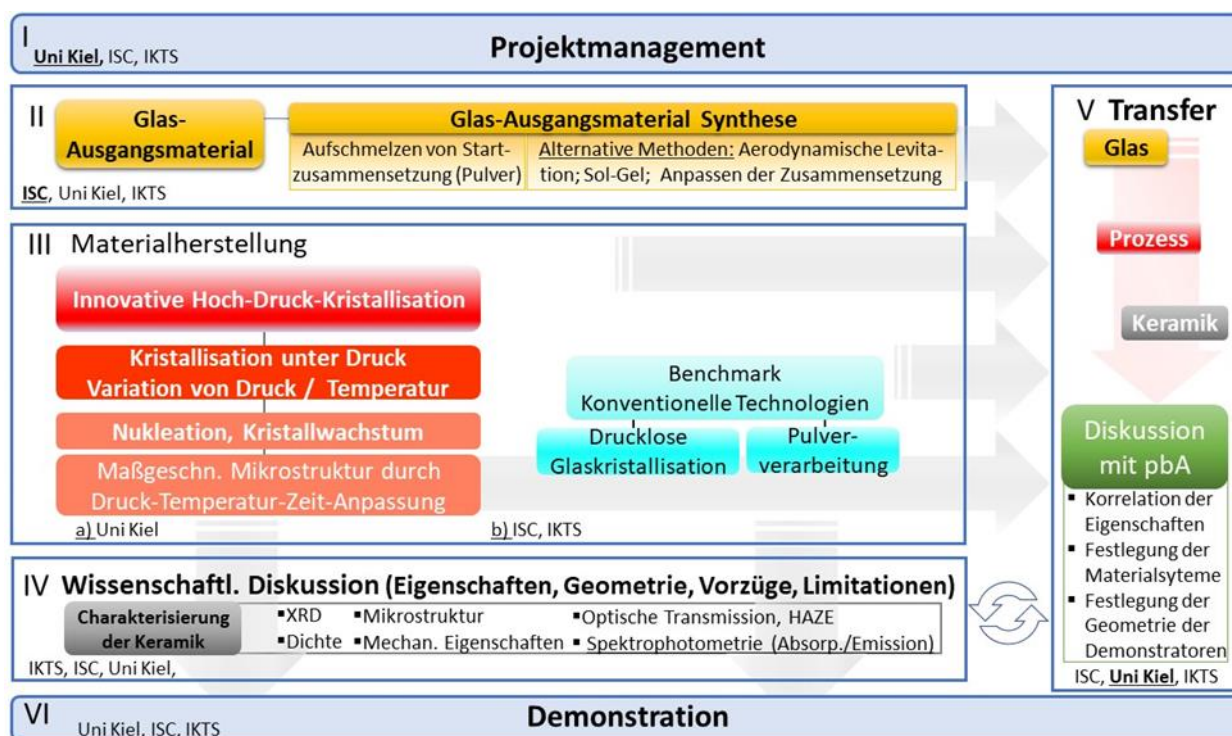 I
Projektmanagement
Uni Kiel, ISC, IKTS
II
Glas-
Ausgangsmaterial
Glas-Ausgangsmaterial Synthese
Aufschmelzen von Start-
zusammensetzung (Pulver)
Alternative Methoden: Aerodynamische Levita-
tion; Sol-Gel; Anpassen der Zusammensetzung
ISC, Uni Kiel, IKTS
III Materialherstellung
Innovative Hoch-Druck-Kristallisation
Kristallisation unter Druck
Variation von Druck / Temperatur
Nukleation, Kristallwachstum
Maßgeschn. Mikrostruktur durch
Druck-Temperatur-Zeit-Anpassung
a) Uni Kiel
Benchmark
Konventionelle Technologien
Drucklose
Glaskristallisation
Pulver-
verarbeitung
b) ISC, IKTS
IV Wissenschaftl. Diskussion (Eigenschaften, Geometrie, Vorzüge, Limitationen)
Charakterisierung
der Keramik
▪XRD
▪Dichte
▪Mikrostruktur
▪Mechan. Eigenschaften
▪Optische Transmission, HAZE
▪ Spektrophotometrie (Absorp./Emission)
IKTS, ISC, Uni Kiel,
V Transfer
Glas
Prozess
Keramik
Diskussion
mit pbA
▪ Korrelation der
Eigenschaften
▪ Festlegung der
Materialsyteme
▪ Festlegung der
Geometrie der
Demonstratoren
ISC, Uni Kiel, IKTS
VI
Demonstration
Uni Kiel, ISC, IKTS